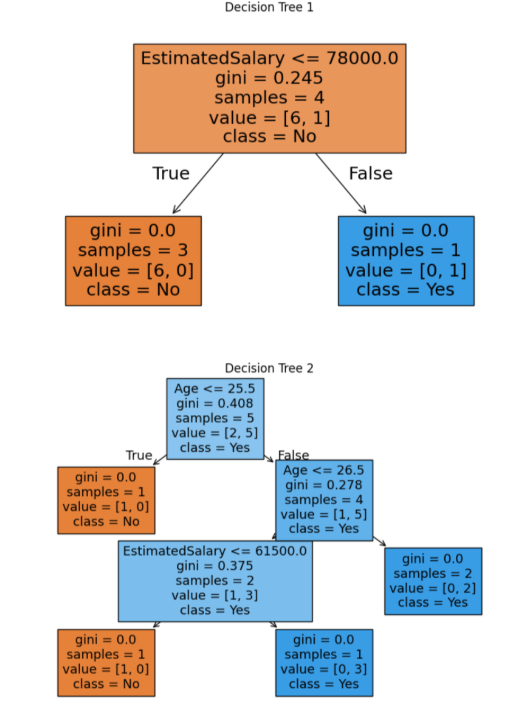 Decision Tree 1
EstimatedSalary <= 78000.0
gini = 0.245
samples = 4
value = [6, 1]
class = No
True
False
gini = 0.0
samples = 3
value = [6, 0]
class = No
gini = 0.0
samples = 1
value = [0, 1]
class = Yes
Decision Tree 2
Age <= 25.5
gini = 0.408
samples = 5
value = [2, 5]
class = Yes
True
False
gini = 0.0
samples = 1
value = [1, 0]
class = No
Age <= 26.5
gini = 0.278
samples = 4
value = [1, 5]
class = Yes
EstimatedSalary <= 61500.0
gini = 0.375
samples = 2
value = [1, 3]
class = Yes
gini = 0.0
samples = 2
value = [0, 2]
class = Yes
gini = 0.0
samples = 1
value = [1, 0]
class = No
gini = 0.0
samples = 1
value = [0, 3]
class = Yes